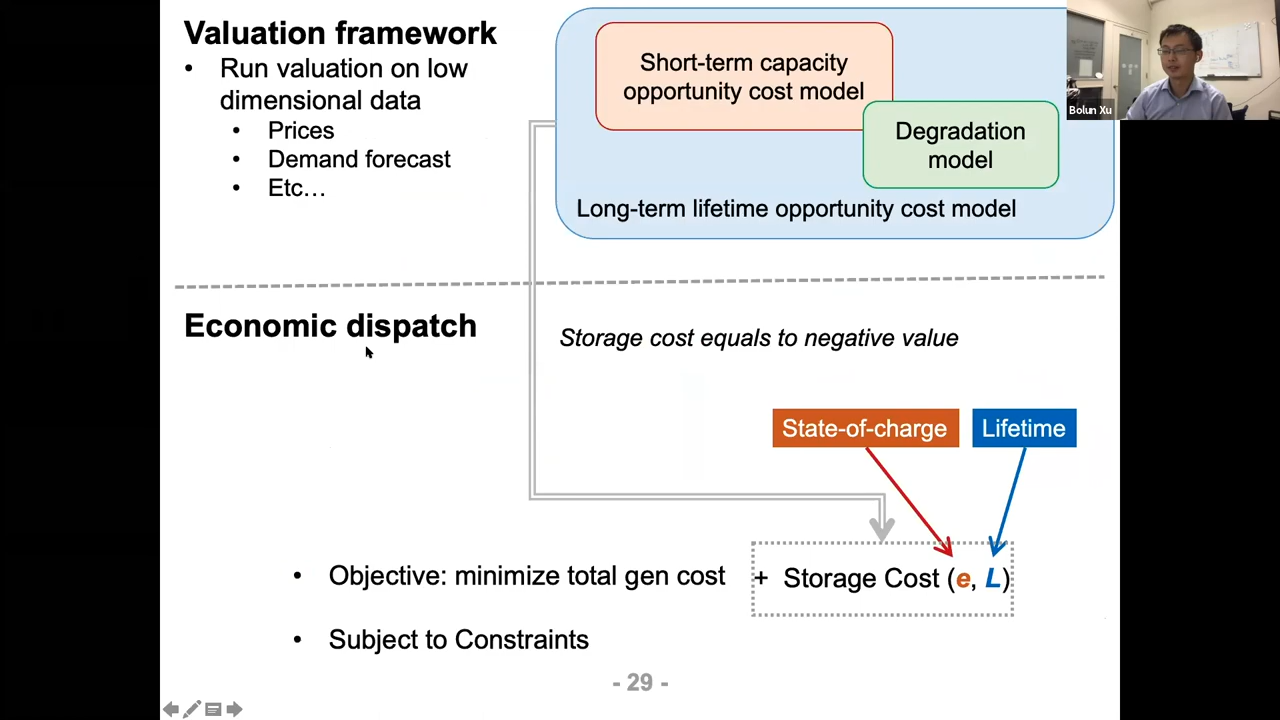 Valuation framework
• Run valuation on low
dimensional data
• Prices
• Demand forecast
• Etc…
Short-term capacity
opportunity cost model
Degradation
model
Long-term lifetime opportunity cost model
Bolun Xu
Economic dispatch
Storage cost equals to negative value
State-of-charge
Lifetime
• Objective: minimize total gen cost + Storage Cost (e, L)
• Subject to Constraints
- 29 -